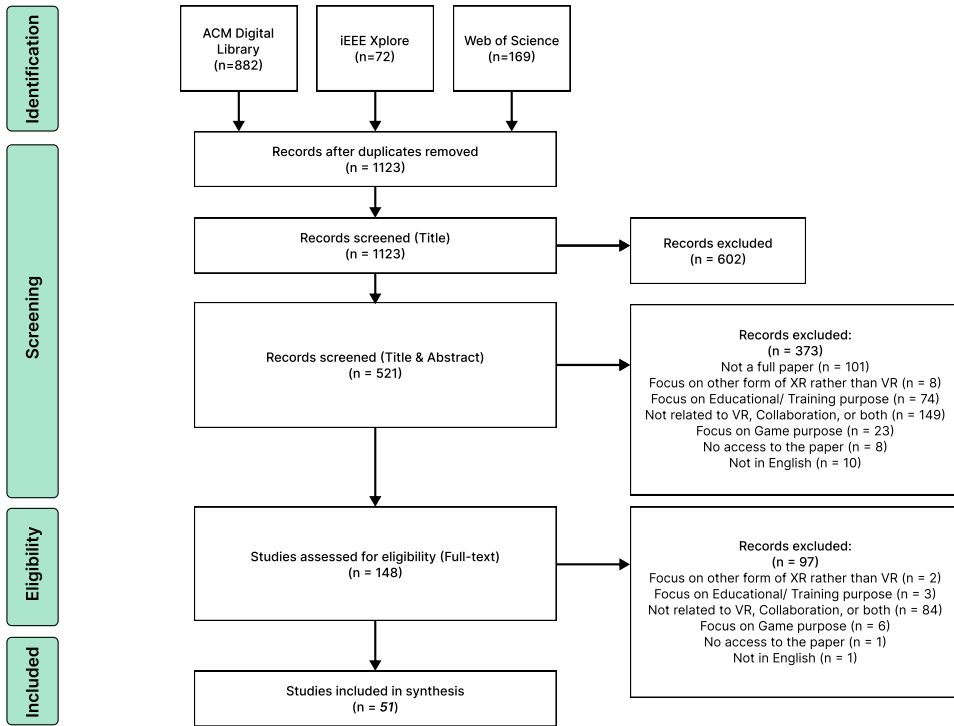 Identification
ACM Digital
Library
(n=882)
iEEE Xplore
(n=72)
Web of Science
(n=169)
Screening
Records after duplicates removed
(n = 1123)
Records screened (Title)
(n = 1123)
Records excluded
(n = 602)
Records screened (Title & Abstract)
(n = 521)
Records excluded:
(n = 373)
Not a full paper (n = 101)
Focus on other form of XR rather than VR (n = 8)
Focus on Educational/ Training purpose (n = 74)
Not related to VR, Collaboration, or both (n = 149)
Focus on Game purpose (n = 23)
No access to the paper (n = 8)
Not in English (n = 10)
Eligibility
Studies assessed for eligibility (Full-text)
(n = 148)
Records excluded:
(n = 97)
Focus on other form of XR rather than VR (n = 2)
Focus on Educational/ Training purpose (n = 3)
Not related to VR, Collaboration, or both (n = 84)
Focus on Game purpose (n = 6)
No access to the paper (n = 1)
Not in English (n = 1)
Included
Studies included in synthesis
(n = 51)